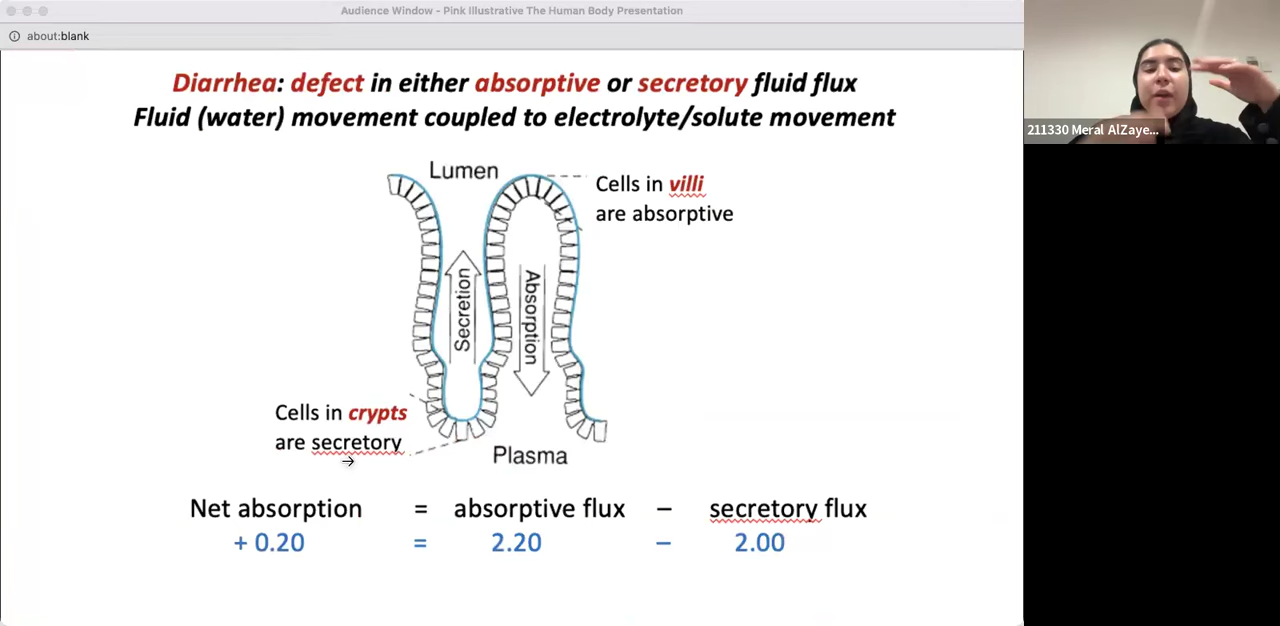 Audience Window - Pink Illustrative The Human Body Presentation
about:blank
Diarrhea: defect in either absorptive or secretory fluid flux
Fluid (water) movement coupled to electrolyte/solute movement
Lumen
Cells in villi
are absorptive
Secretion
Absorption
Cells in crypts
are secretory
→
Plasma
Net absorption = absorptive flux – secretory flux
+ 0.20 = 2.20 – 2.00
211330 Meral AlZaye...